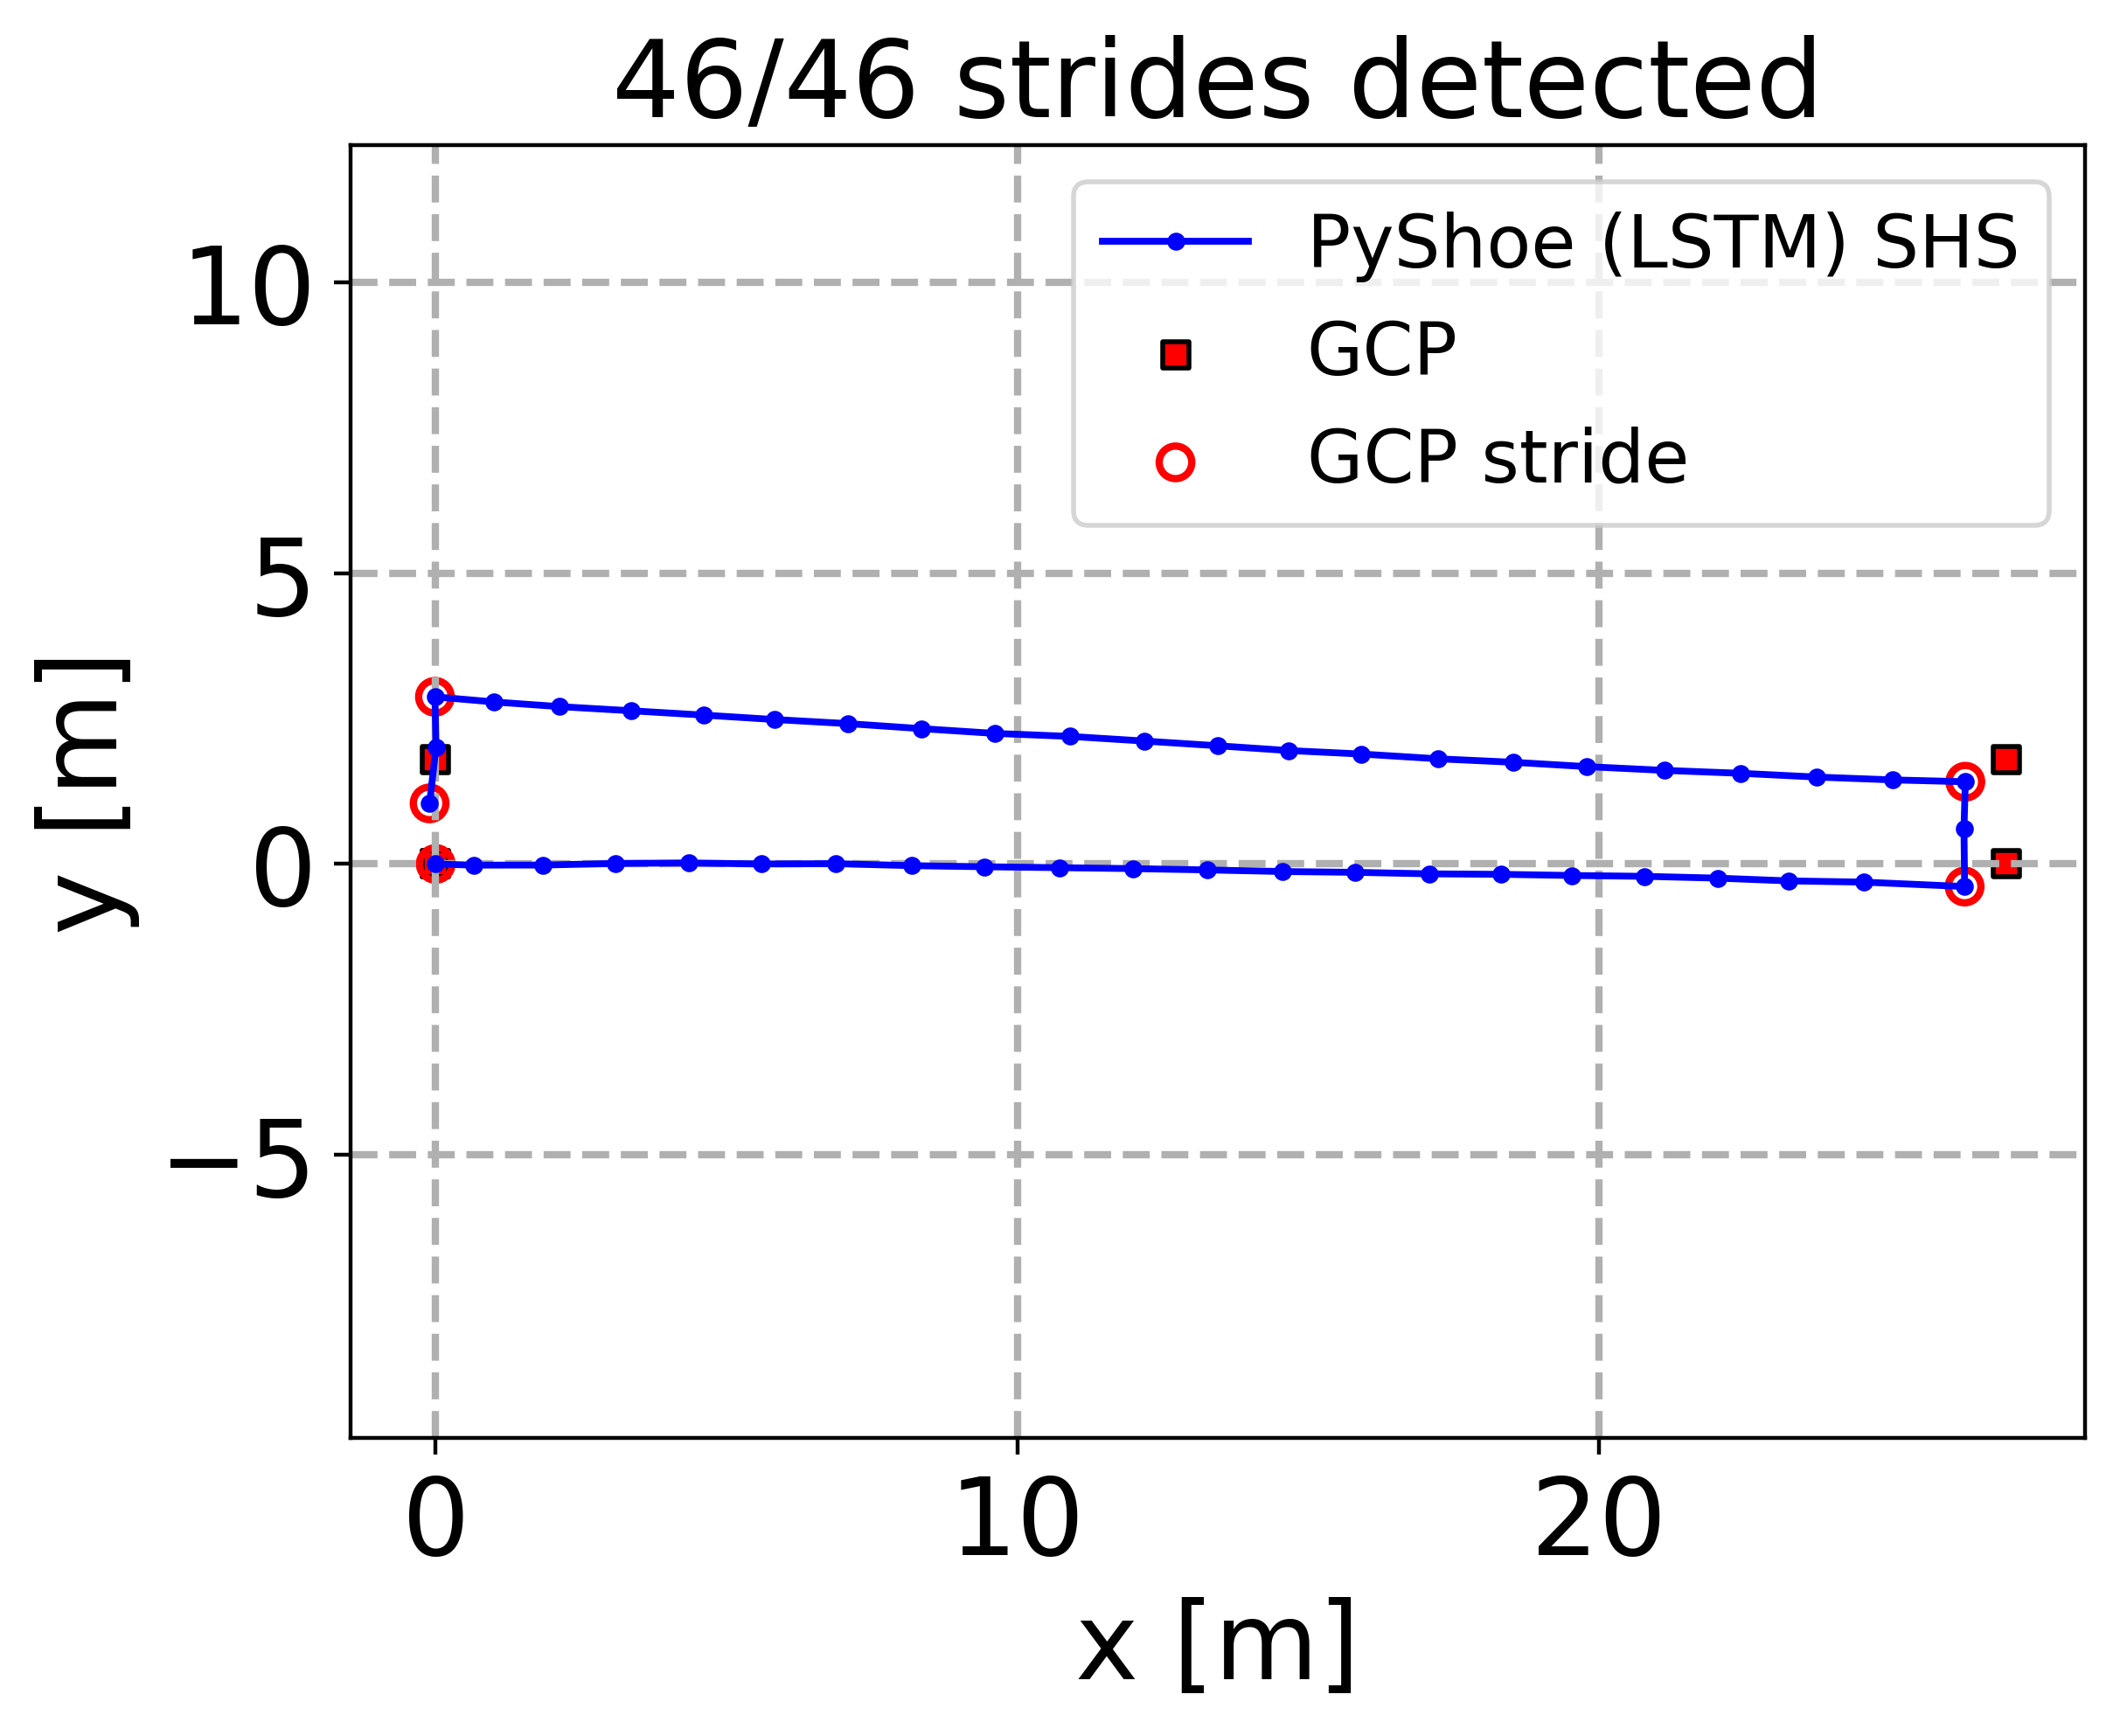 46/46 strides detected
PyShoe (LSTM) SHS
GCP
GCP stride
10
5
0
−5
y [m]
0 10 20
x [m]